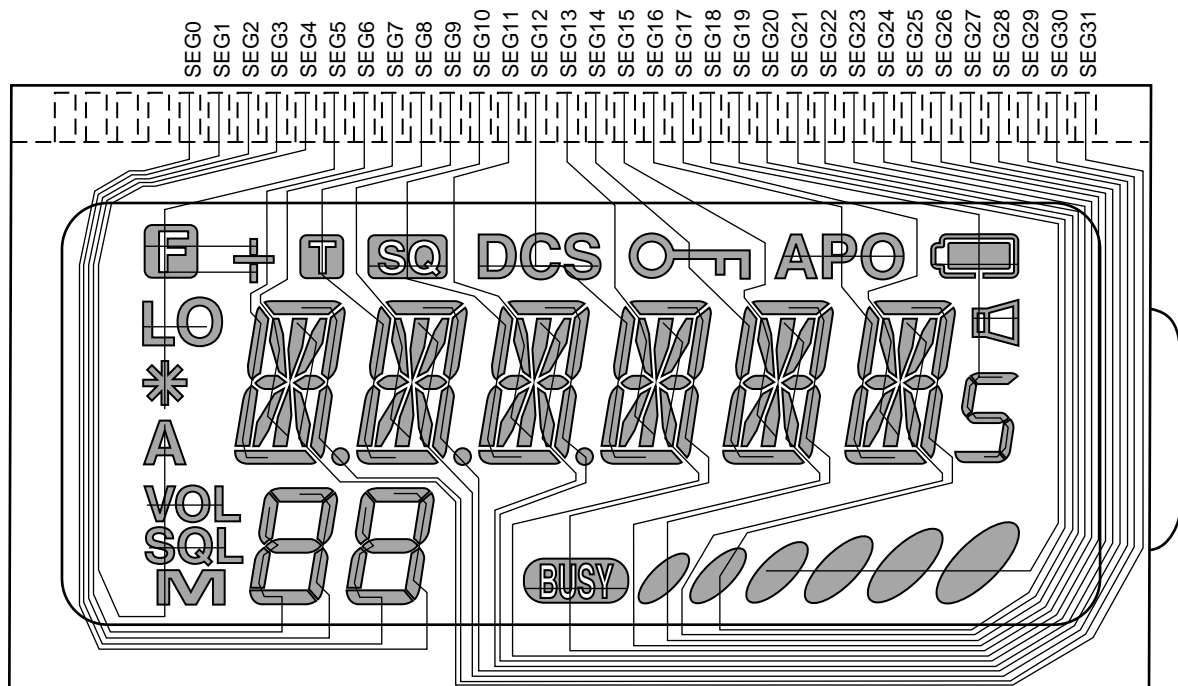 SEG0 SEG1 SEG2 SEG3 SEG4 SEG5 SEG6 SEG7 SEG8 SEG9 SEG10 SEG11 SEG12 SEG13 SEG14 SEG15 SEG16 SEG17 SEG18 SEG19 SEG20 SEG21 SEG22 SEG23 SEG24 SEG25 SEG26 SEG27 SEG28 SEG29 SEG30 SEG31
F + T SQ DCS APO
LO
*
A
5
VOL
SQL 88
M BUSY